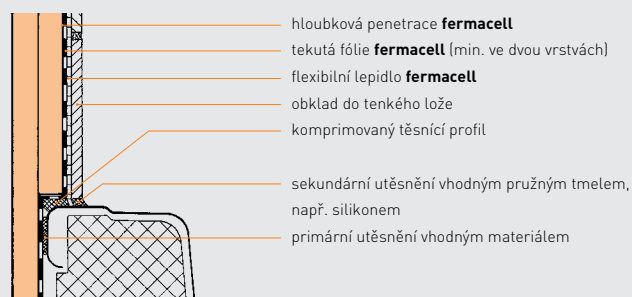 hloubková penetrace fermacell
tekutá fólie fermacell (min. ve dvou vrstvách)
flexibilní lepidlo fermacell
obklad do tenkého lože
komprimovaný těsnící profil
sekundární utěsnění vhodným pružným tmelem,
např. silikonem
primární utěsnění vhodným materiálem